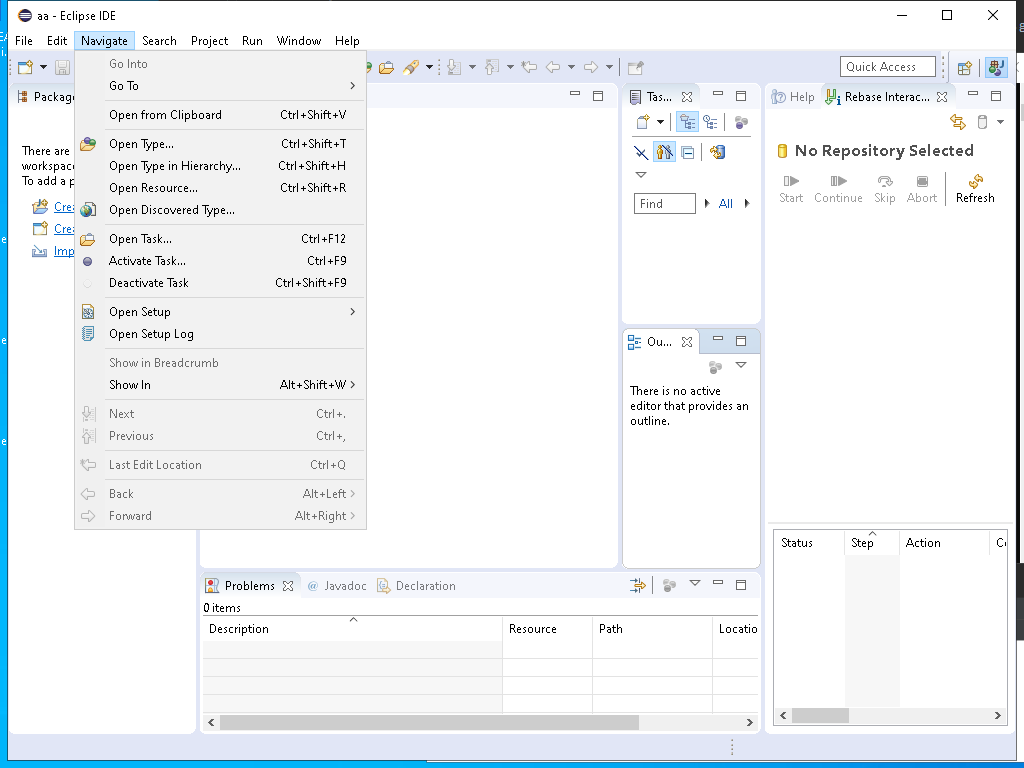 aa - Eclipse IDE
File Edit Navigate Search Project Run Window Help
Go Into
Go To
Open from Clipboard Ctrl+Shift+V
Open Type... Ctrl+Shift+T
Open Type in Hierarchy... Ctrl+Shift+H
Open Resource... Ctrl+Shift+R
Open Discovered Type...
Open Task... Ctrl+F12
Activate Task... Ctrl+F9
Deactivate Task Ctrl+Shift+F9
Open Setup
Open Setup Log
Show in Breadcrumb
Show In Alt+Shift+W
Next Ctrl+.
Previous Ctrl+,
Last Edit Location Ctrl+Q
Back Alt+Left
Forward Alt+Right
Quick Access
Packag
There are
workspac
To add a p
Crea
Crea
Imp
Tas...
Find All
Ou...
There is no active
editor that provides an
outline.
Help Rebase Interac...
No Repository Selected
Start Continue Skip Abort Refresh
Status Step Action
Problems @ Javadoc Declaration
0 items
Description Resource Path Locatio